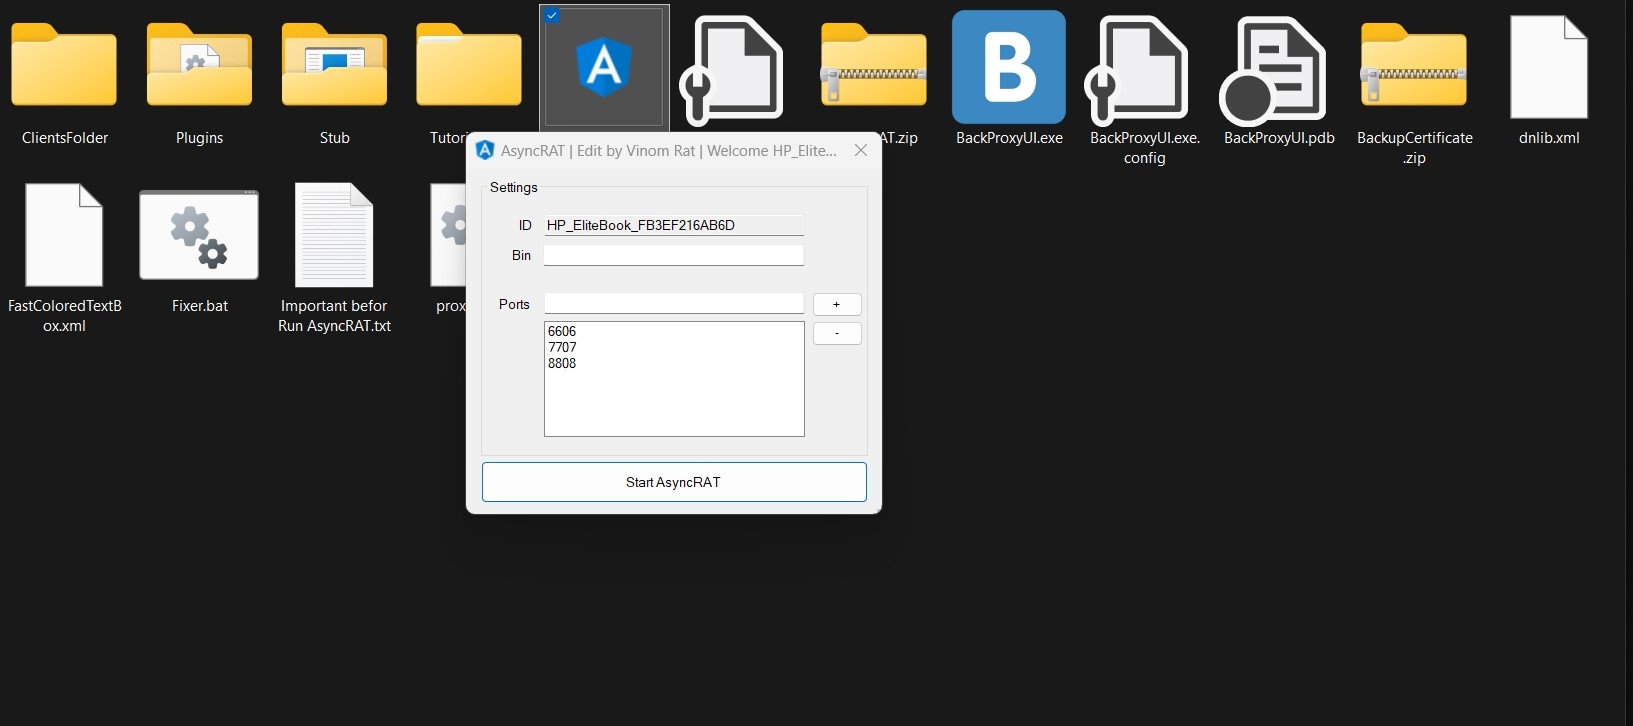 ClientsFolder
Plugins
Stub
Tutori
AT.zip
BackProxyUI.exe
BackProxyUI.exe.
config
BackProxyUI.pdb
BackupCertificate
.zip
dnlib.xml
FastColoredTextB
ox.xml
Fixer.bat
Important befor
Run AsyncRAT.txt
prox
AsyncRAT | Edit by Vinom Rat | Welcome HP_Elite...
Settings
ID HP_EliteBook_FB3EF216AB6D
Bin
Ports
+
6606
-
7707
8808
Start AsyncRAT
A
B